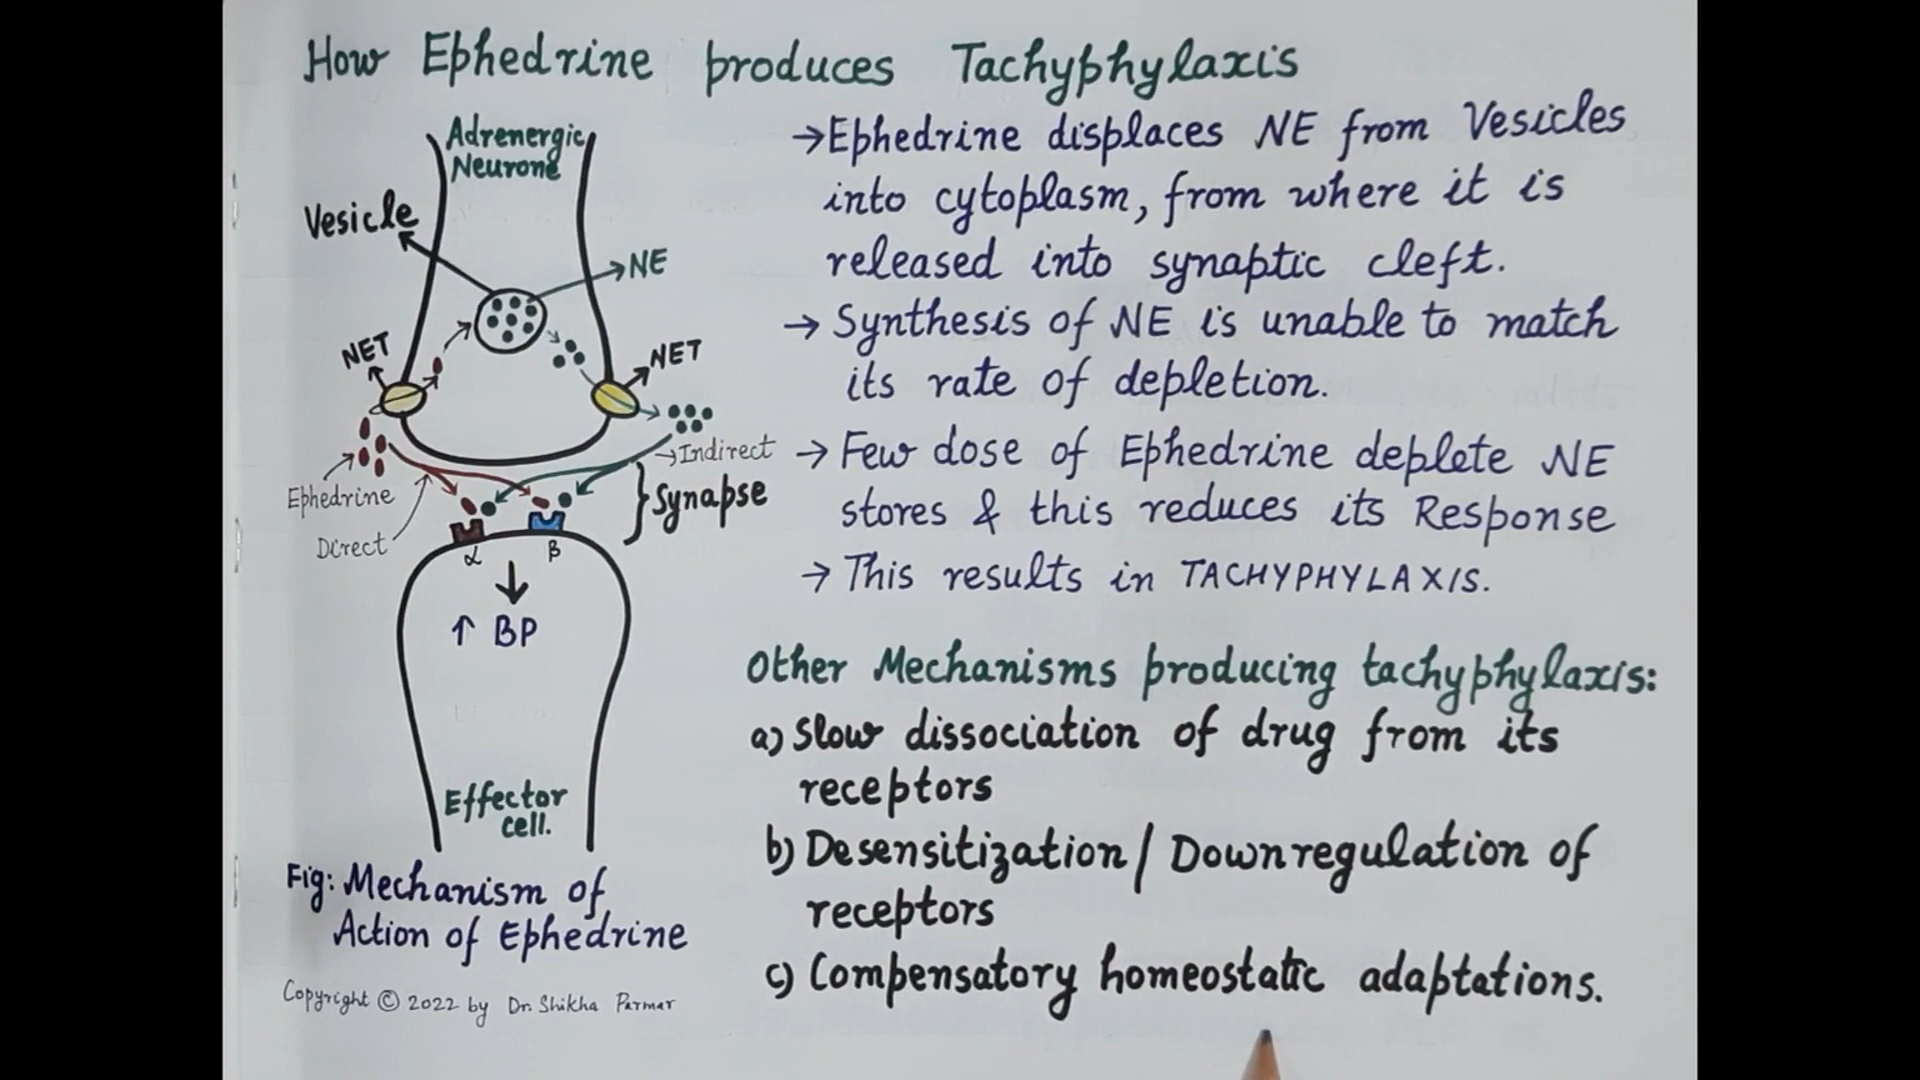 How Ephedrine produces Tachyphylaxis
Adrenergic
Neurone
Vesicle
NE
NET
NET
Indirect
Ephedrine
Synapse
Direct
α
β
↑ BP
Effector
cell.
Fig: Mechanism of
Action of Ephedrine
Copyright © 2022 by Dr. Shikha Parmar
→ Ephedrine displaces NE from Vesicles
into cytoplasm, from where it is
released into synaptic cleft.
→ Synthesis of NE is unable to match
its rate of depletion.
→ Few dose of Ephedrine deplete NE
stores & this reduces its Response
→ This results in TACHYPHYLAXIS.
Other Mechanisms producing tachyphylaxis:
a) Slow dissociation of drug from its
receptors
b) Desensitization / Downregulation of
receptors
c) Compensatory homeostatic adaptations.